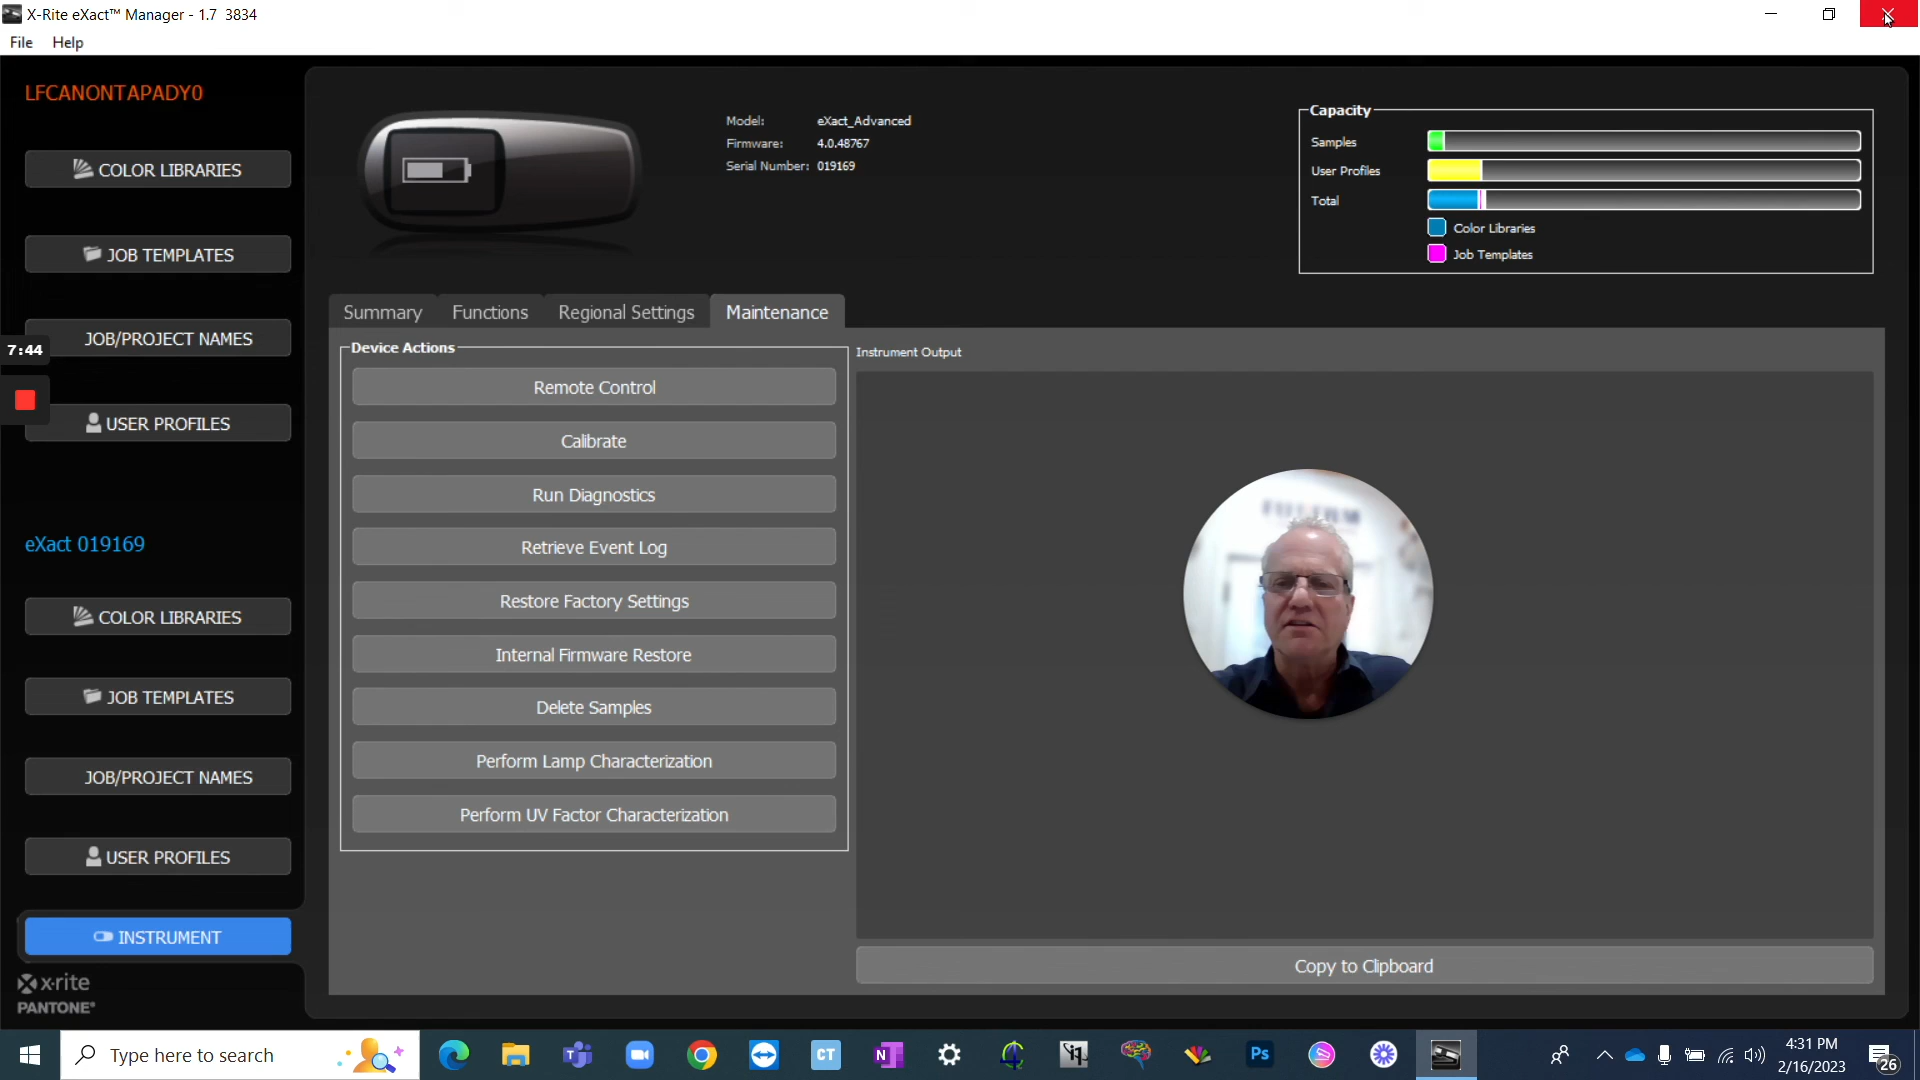 X-Rite eXact™ Manager - 1.7 3834
File Help
LFCANONTAPADY0
COLOR LIBRARIES
JOB TEMPLATES
JOB/PROJECT NAMES
7:44
USER PROFILES
eXact 019169
COLOR LIBRARIES
JOB TEMPLATES
JOB/PROJECT NAMES
USER PROFILES
INSTRUMENT
x·rite
PANTONE®
Model: eXact_Advanced
Firmware: 4.0.48767
Serial Number: 019169
Capacity
Samples
User Profiles
Total
Color Libraries
Job Templates
Summary Functions Regional Settings Maintenance
Device Actions
Remote Control
Calibrate
Run Diagnostics
Retrieve Event Log
Restore Factory Settings
Internal Firmware Restore
Delete Samples
Perform Lamp Characterization
Perform UV Factor Characterization
Instrument Output
Copy to Clipboard
Type here to search
CT
N
Ps
4:31 PM
2/16/2023
26